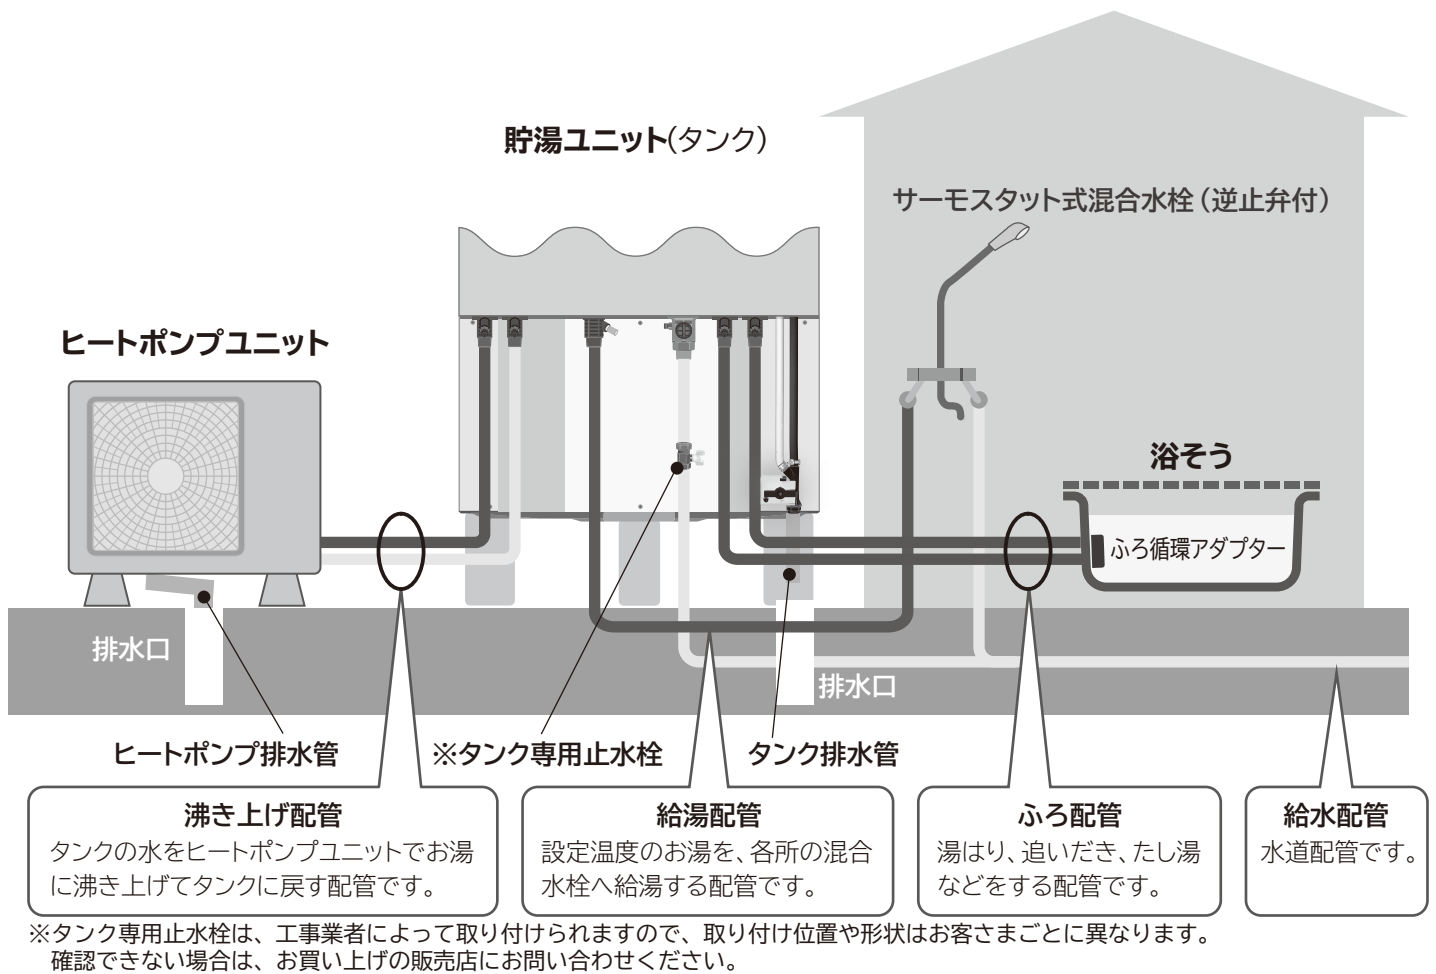 貯湯ユニット(タンク)
サーモスタット式混合水栓(逆止弁付)
ヒートポンプユニット
浴そう
ふろ循環アダプター
排水口
排水口
ヒートポンプ排水管
※タンク専用止水栓
タンク排水管
沸き上げ配管
タンクの水をヒートポンプユニットでお湯
に沸き上げてタンクに戻す配管です。
給湯配管
設定温度のお湯を、各所の混合
水栓へ給湯する配管です。
ふろ配管
湯はり、追いだき、たし湯
などをする配管です。
給水配管
水道配管です。
※タンク専用止水栓は、工事業者によって取り付けられますので、取り付け位置や形状はお客さまごとに異なります。
確認できない場合は、お買い上げの販売店にお問い合わせください。